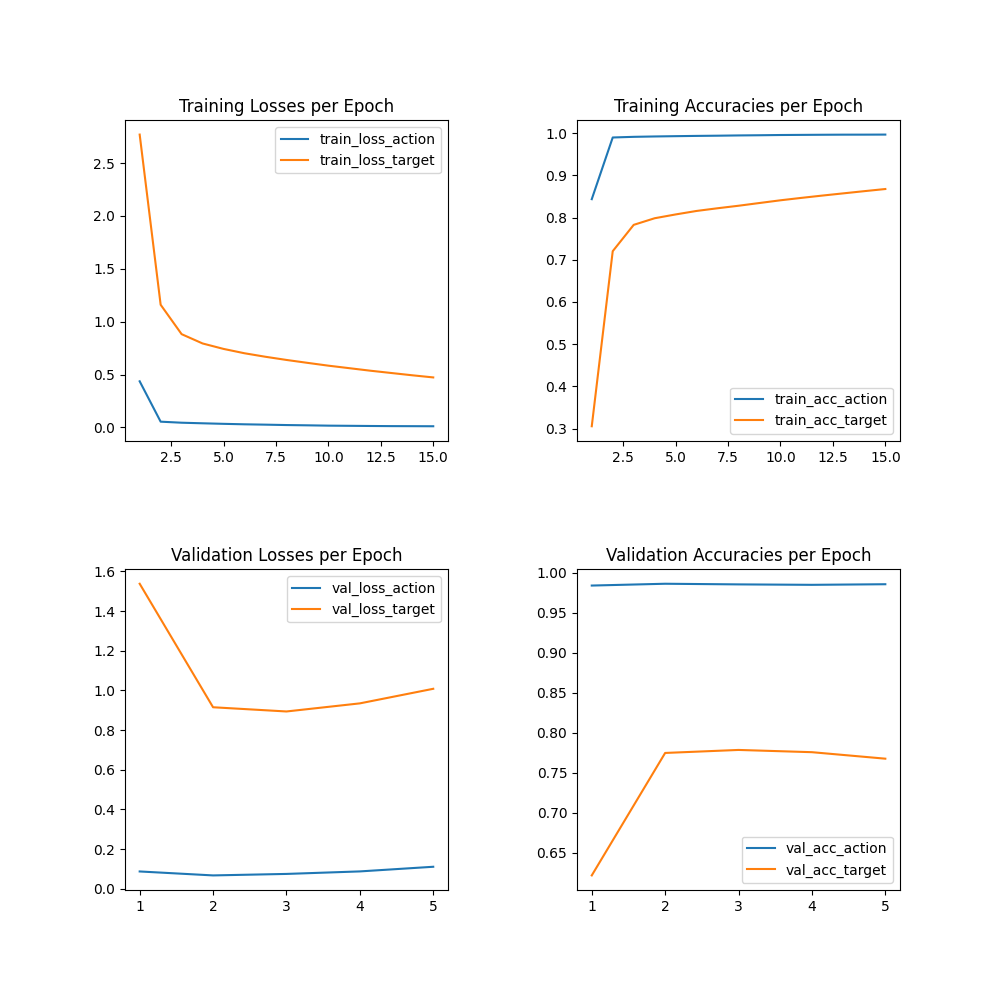 Training Losses per Epoch
train_loss_action
train_loss_target
2.5
2.0
1.5
1.0
0.5
0.0
2.5 5.0 7.5 10.0 12.5 15.0
Training Accuracies per Epoch
1.0
0.9
0.8
0.7
0.6
0.5
0.4
0.3
train_acc_action
train_acc_target
2.5 5.0 7.5 10.0 12.5 15.0
Validation Losses per Epoch
val_loss_action
val_loss_target
1.6
1.4
1.2
1.0
0.8
0.6
0.4
0.2
0.0
1 2 3 4 5
Validation Accuracies per Epoch
1.00
0.95
0.90
0.85
0.80
0.75
0.70
0.65
val_acc_action
val_acc_target
1 2 3 4 5